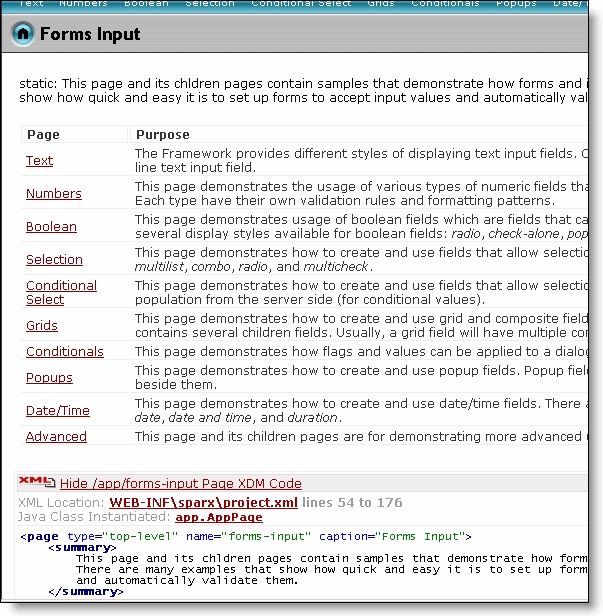 Text Numbers Boolean Selection Conditional Select Grids Conditionals Popups Date/
Forms Input
static: This page and its chldren pages contain samples that demonstrate how forms and
show how quick and easy it is to set up forms to accept input values and automatically
Page Purpose
Text
The Framework provides different styles of displaying text input fields.
line text input field.
Numbers
This page demonstrates the usage of various types of numeric fields
Each type have their own validation rules and formatting patterns.
Boolean
This page demonstrates usage of boolean fields which are fields that
several display styles available for boolean fields: radio, check-alone,
Selection
This page demonstrates how to create and use fields that allow
multilist, combo, radio, and multicheck.
Conditional
Select
This page demonstrates how to create and use fields that allow
population from the server side (for conditional values).
Grids
This page demonstrates how to create and use grid and composite
contains several children fields. Usually, a grid field will have multiple
Conditionals
This page demonstrates how flags and values can be applied to a
Popups
This page demonstrates how to create and use popup fields. Popup
beside them.
Date/Time
This page demonstrates how to create and use date/time fields. There
date, date and time, and duration.
Advanced
This page and its children pages are for demonstrating more advanced
XML Hide /app/forms-input Page XDM Code
XML Location: WEB-INF\sparx\project.xml lines 54 to 176
Java Class Instantiated: app.AppPage
<page type="top-level" name="forms-input" caption="Forms Input">
<summary>
This page and its chldren pages contain samples that demonstrate how
There are many examples that show how quick and easy it is to set up
and automatically validate them.
</summary>